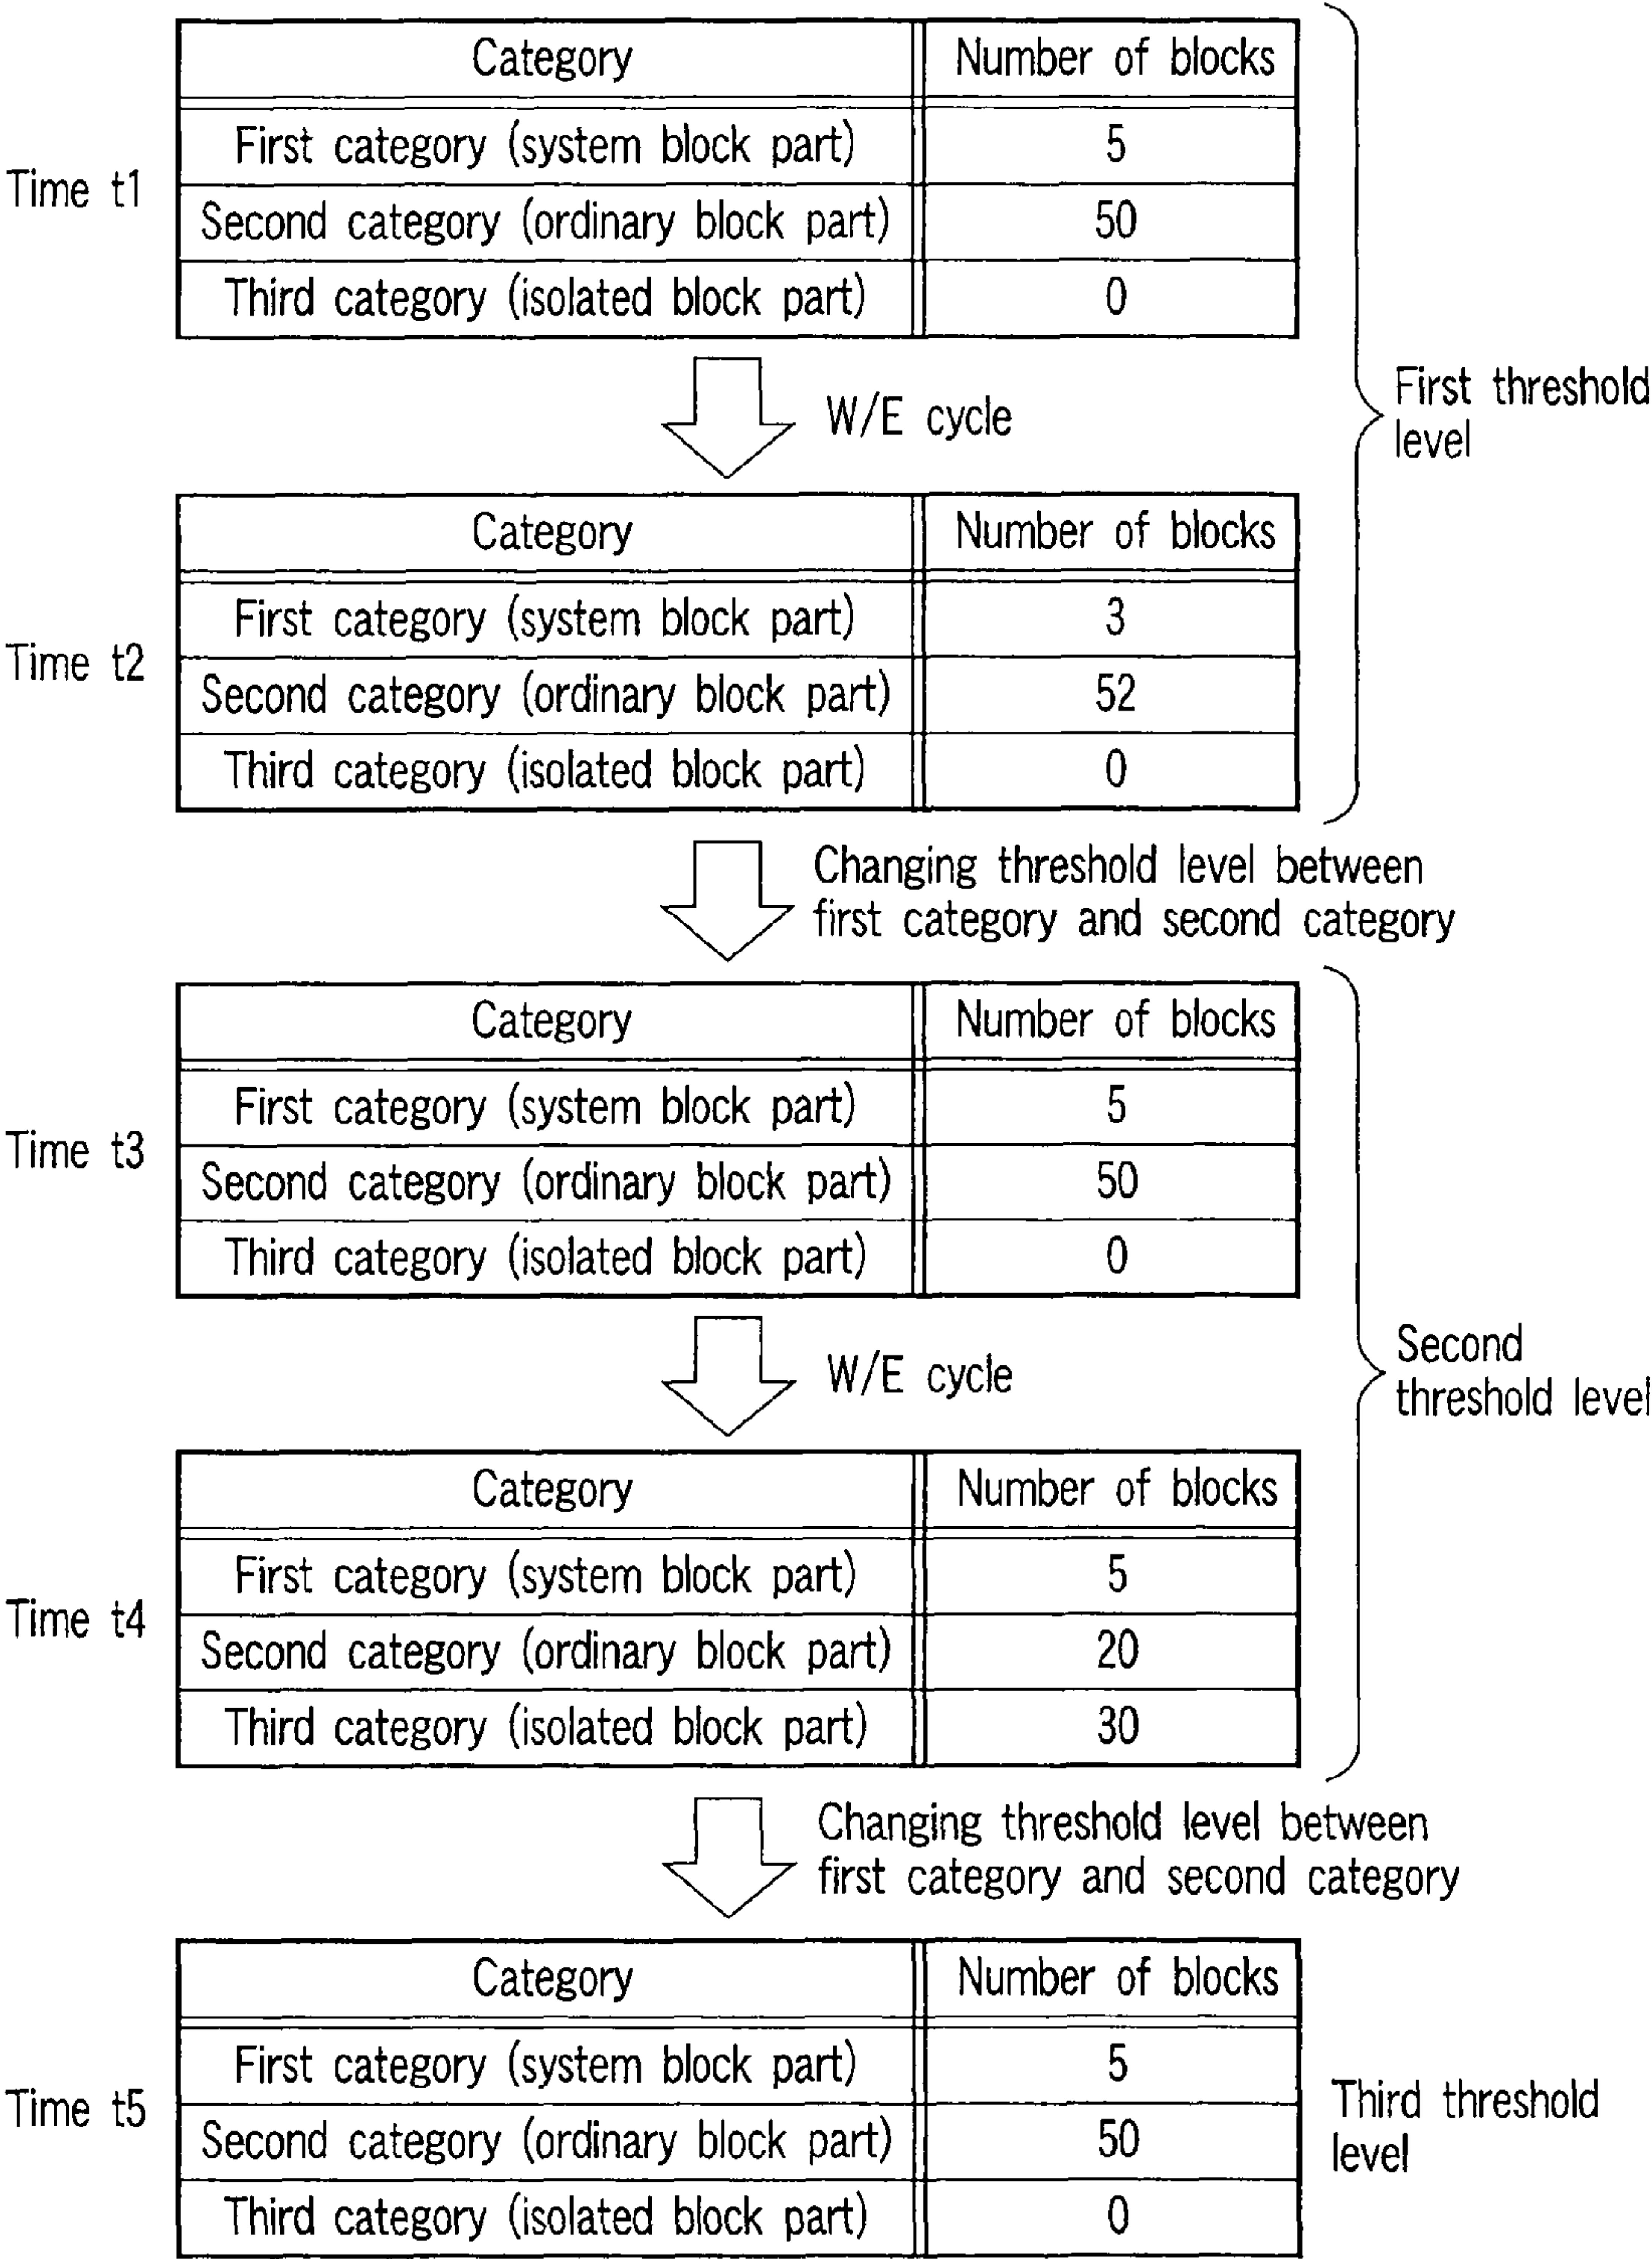 Category Number of blocks
First category (system block part) 5
Time t1
Second category (ordinary block part) 50
Third category (isolated block part) 0
First threshold
level
W/E cycle
Category Number of blocks
First category (system block part) 3
Time t2
Second category (ordinary block part) 52
Third category (isolated block part) 0
Changing threshold level between
first category and second category
Category Number of blocks
First category (system block part) 5
Time t3
Second category (ordinary block part) 50
Third category (isolated block part) 0
Second
threshold level
W/E cycle
Category Number of blocks
First category (system block part) 5
Time t4
Second category (ordinary block part) 20
Third category (isolated block part) 30
Changing threshold level between
first category and second category
Category Number of blocks
First category (system block part) 5
Time t5
Third threshold
level
Second category (ordinary block part) 50
Third category (isolated block part) 0